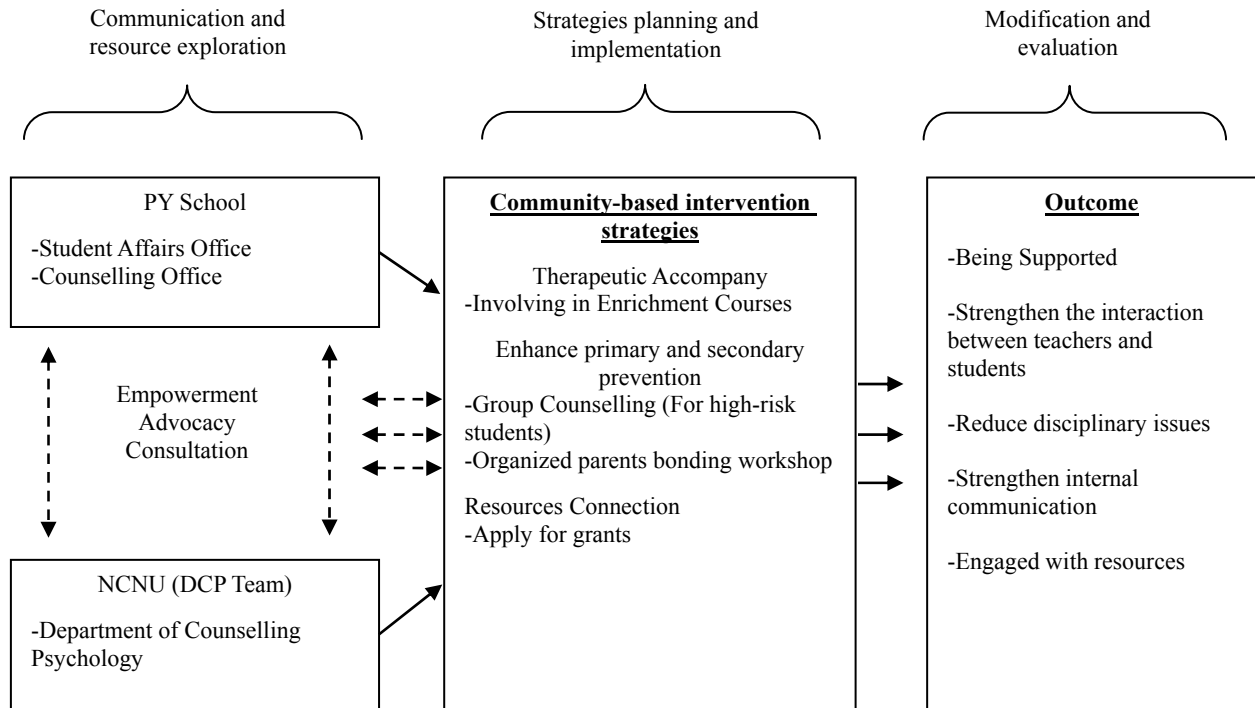 Communication and
resource exploration
Strategies planning and
implementation
Modification and
evaluation
PY School
-Student Affairs Office
-Counselling Office
Empowerment
Advocacy
Consultation
NCNU (DCP Team)
-Department of Counselling
Psychology
Community-based intervention
strategies
Therapeutic Accompany
-Involving in Enrichment Courses
Enhance primary and secondary
prevention
-Group Counselling (For high-risk
students)
-Organized parents bonding workshop
Resources Connection
-Apply for grants
Outcome
-Being Supported
-Strengthen the interaction
between teachers and
students
-Reduce disciplinary issues
-Strengthen internal
communication
-Engaged with resources